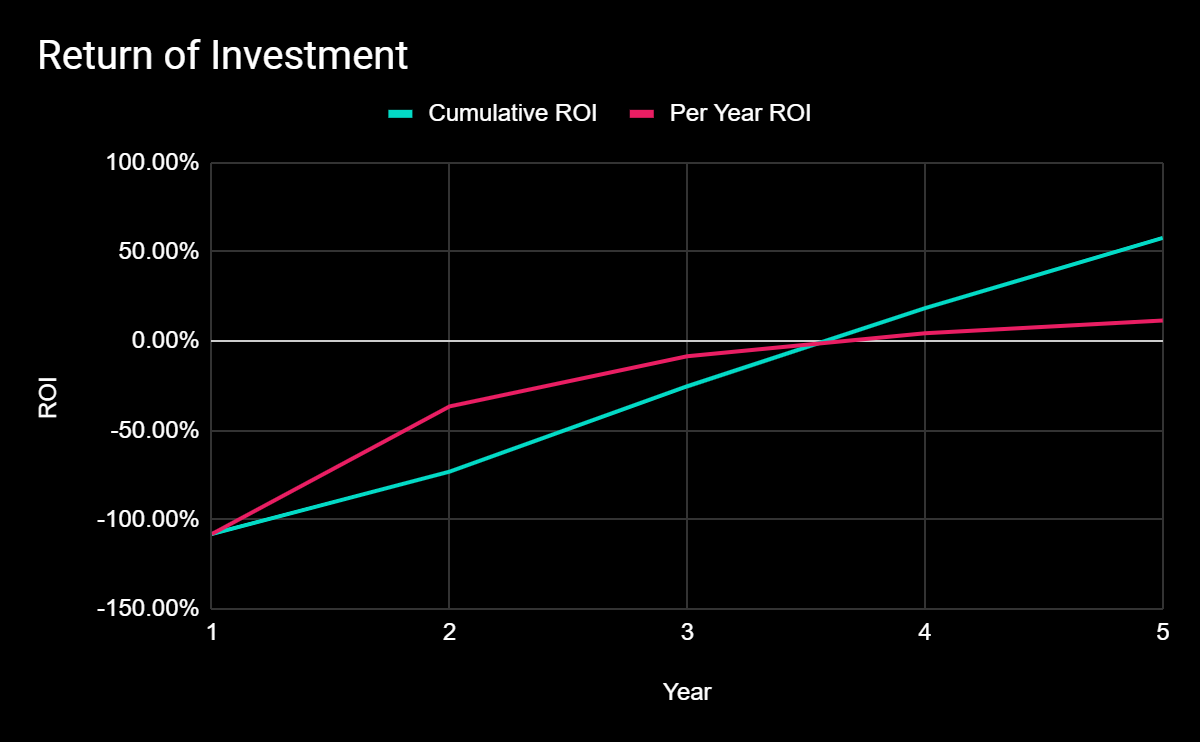 Return of Investment
Cumulative ROI
Per Year ROI
100.00%
50.00%
0.00%
-50.00%
-100.00%
-150.00%
ROI
1
2
3
4
5
Year